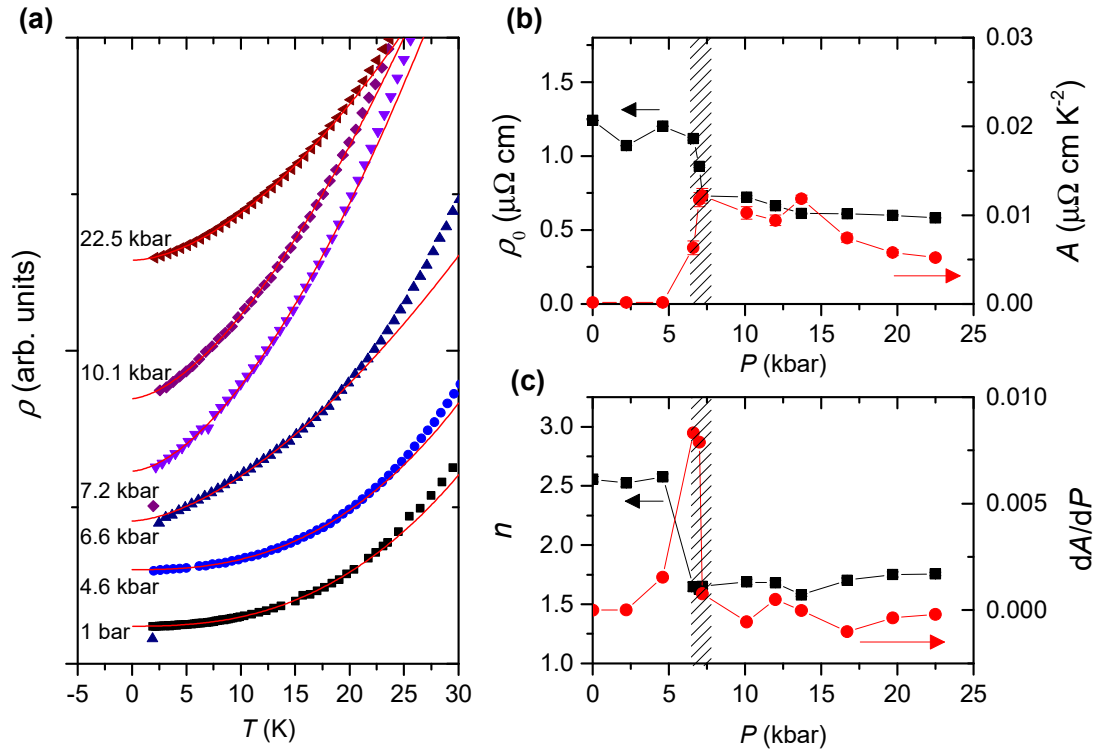 (a)
ρ (arb. units)
22.5 kbar
10.1 kbar
7.2 kbar
6.6 kbar
4.6 kbar
1 bar
-5 0 5 10 15 20 25 30
T (K)
(b)
1.5
1.0
0.5
0.0
ρ0 (μΩ cm)
0.03
0.02
0.01
0.00
A (μΩ cm K-2)
0 5 10 15 20 25
P (kbar)
(c)
3.0
2.5
2.0
1.5
1.0
n
0.010
0.005
0.000
dA/dP
0 5 10 15 20 25
P (kbar)